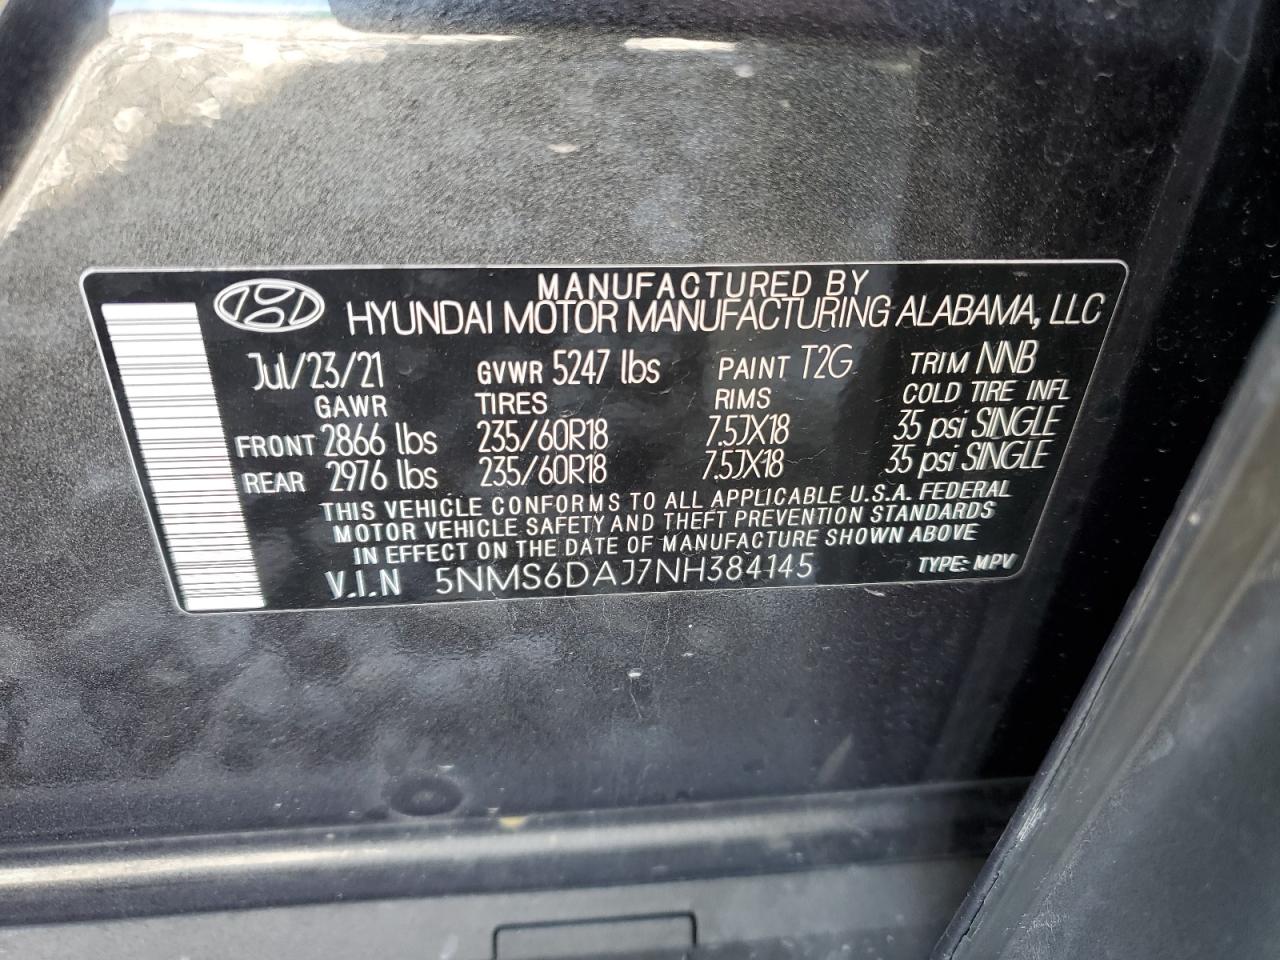 MANUFACTURED BY
HYUNDAI MOTOR MANUFACTURING ALABAMA, LLC
Jul/23/21 GVWR 5247 lbs PAINT T2G TRIM NNB
GAWR TIRES RIMS COLD TIRE INFL
FRONT 2866 lbs 235/60R18 7.5JX18 35 psi SINGLE
REAR 2976 lbs 235/60R18 7.5JX18 35 psi SINGLE
THIS VEHICLE CONFORMS TO ALL APPLICABLE U.S.A. FEDERAL
MOTOR VEHICLE SAFETY AND THEFT PREVENTION STANDARDS
IN EFFECT ON THE DATE OF MANUFACTURE SHOWN ABOVE
V.I.N 5NMS6DAJ7NH384145 TYPE: MPV